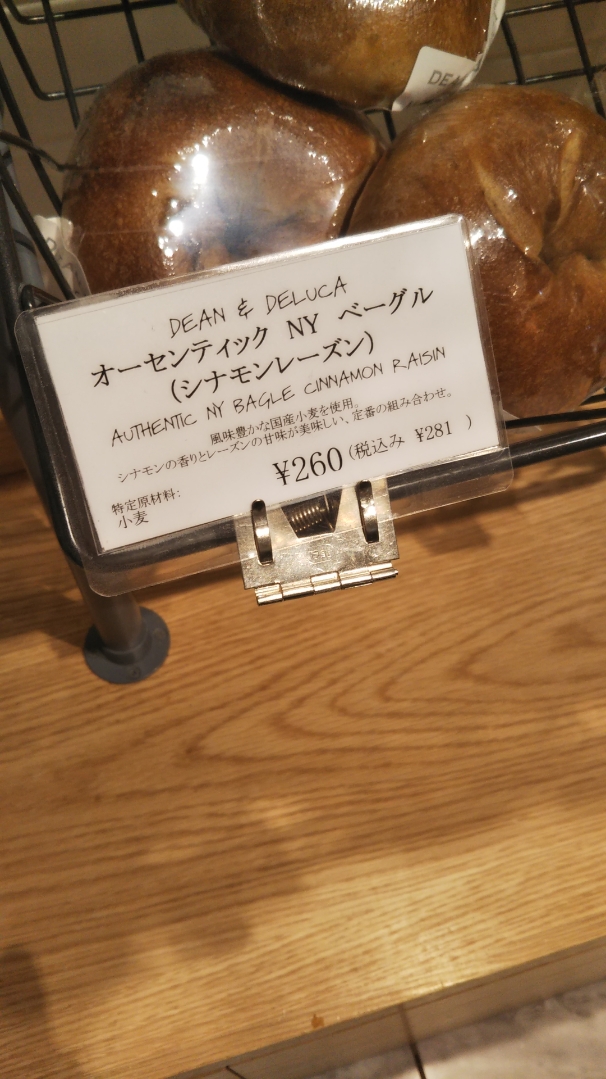 DEA
DEAN & DELUCA
オーセンティック NY ベーグル
(シナモンレーズン)
AUTHENTIC NY BAGLE CINNAMON RAISIN
風味豊かな国産小麦を使用。
シナモンの香りとレーズンの甘味が美味しい、定番の組み合わせ。
¥260 (税込み ¥281 )
特定原材料:
小麦